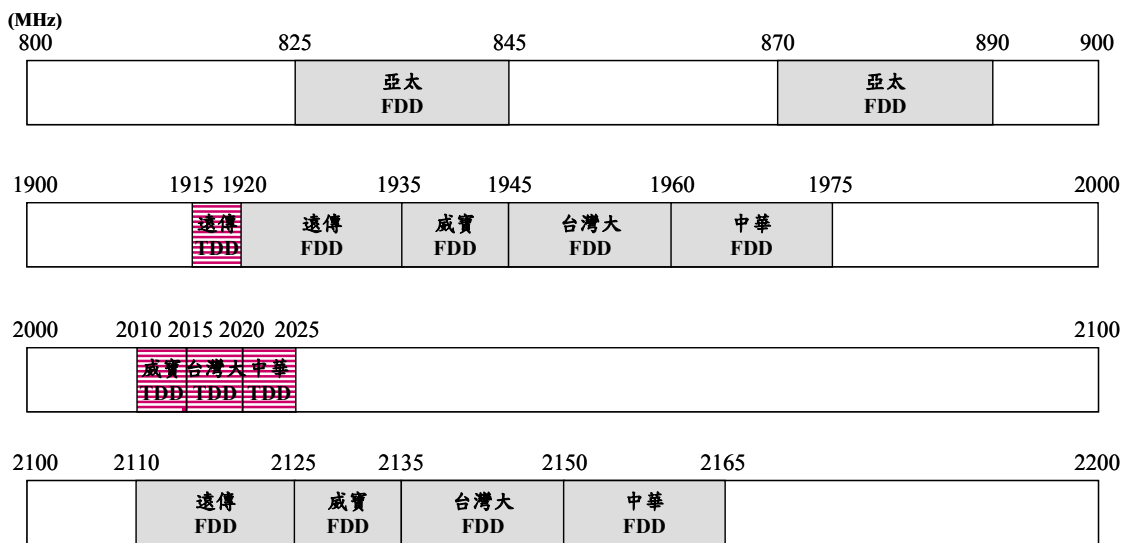 (MHz)
800 825 845 870 890 900
亞太 亞太
FDD FDD
1900 1915 1920 1935 1945 1960 1975 2000
遠傳 遠傳 威寶 台灣大 中華
TDD FDD FDD FDD FDD
2000 2010 2015 2020 2025 2100
威寶 台灣大 中華
TDD TDD TDD
2100 2110 2125 2135 2150 2165 2200
遠傳 威寶 台灣大 中華
FDD FDD FDD FDD